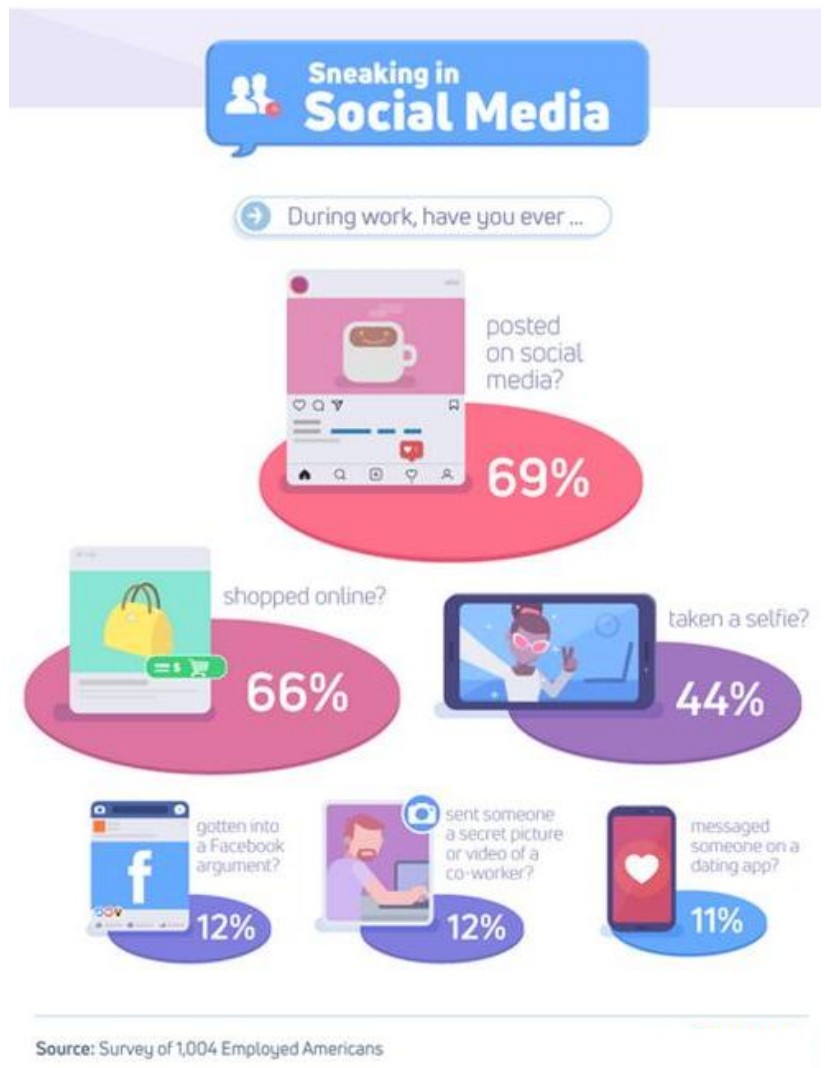 Sneaking in
Social Media
During work, have you ever ...
posted
on social
media?
69%
shopped online?
66%
taken a selfie?
44%
gotten into
a Facebook
argument?
12%
sent someone
a secret picture
or video of a
co-worker?
12%
messaged
someone on a
dating app?
11%
Source: Survey of 1,004 Employed Americans